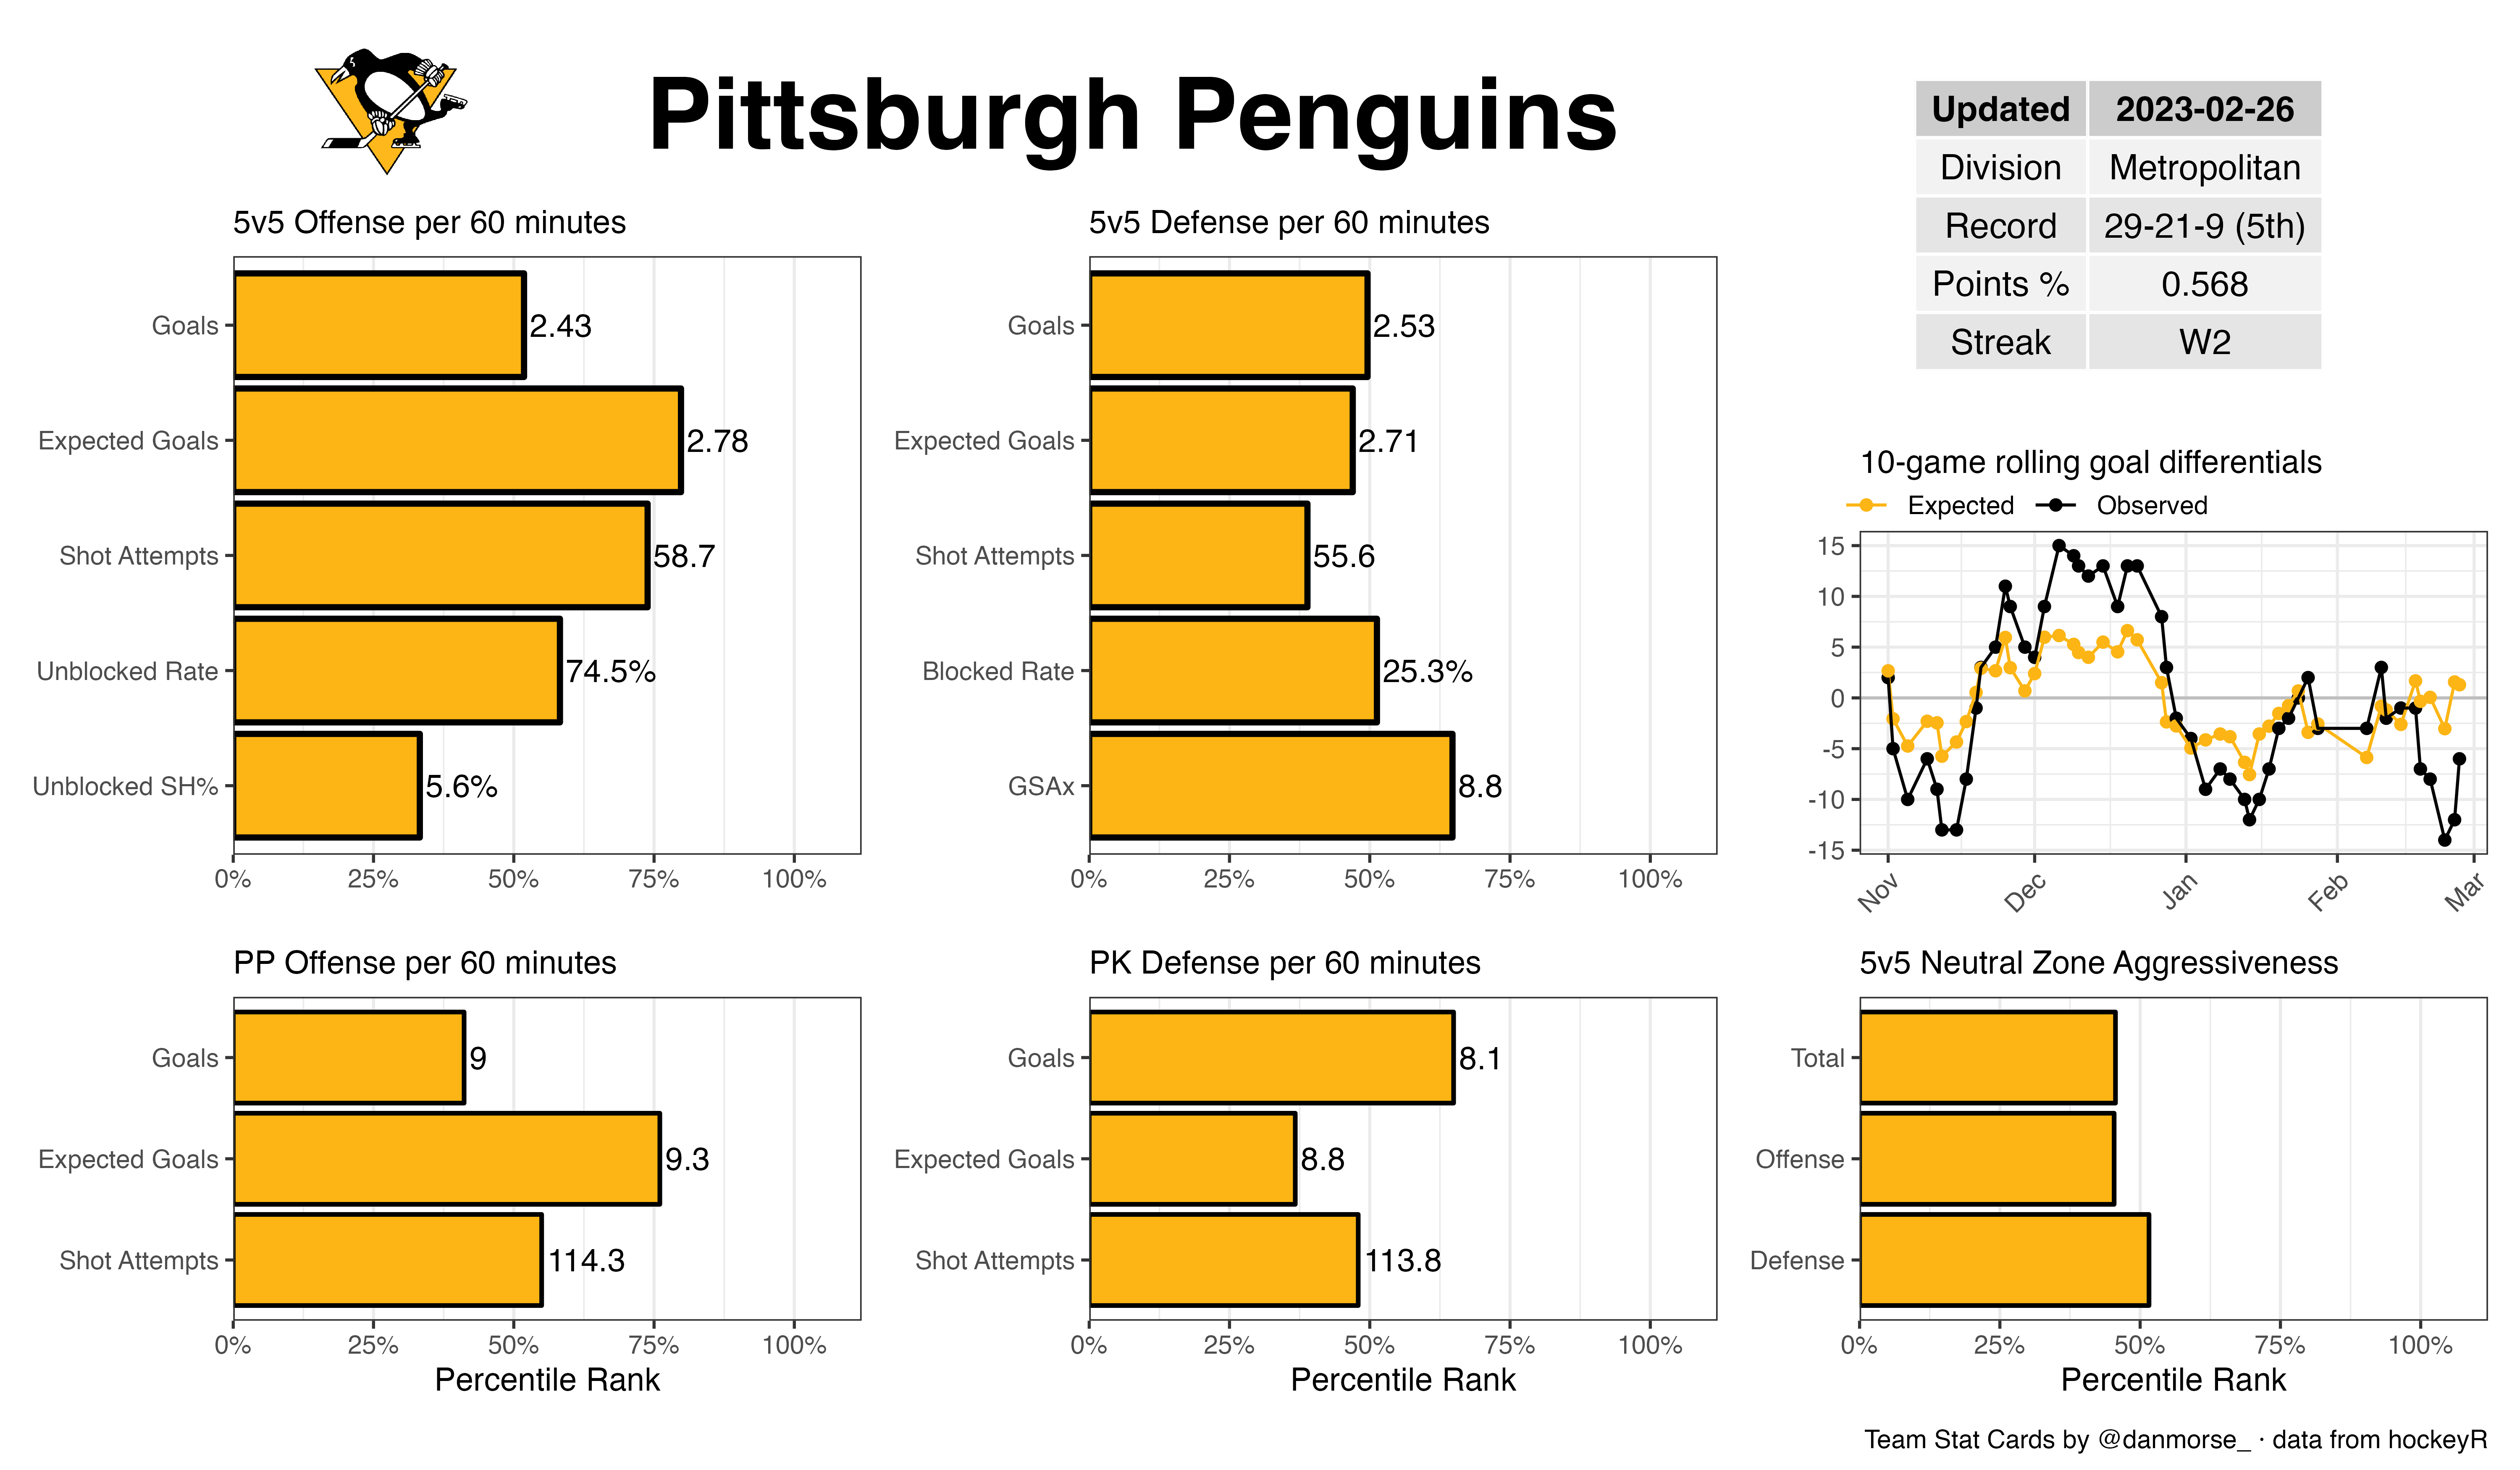 Pittsburgh Penguins
Updated 2023-02-26
Division Metropolitan
Record 29-21-9 (5th)
Points % 0.568
Streak W2
5v5 Offense per 60 minutes
Goals 2.43
Expected Goals 2.78
Shot Attempts 58.7
Unblocked Rate 74.5%
Unblocked SH% 5.6%
0% 25% 50% 75% 100%
5v5 Defense per 60 minutes
Goals 2.53
Expected Goals 2.71
Shot Attempts 55.6
Blocked Rate 25.3%
GSAx 8.8
0% 25% 50% 75% 100%
10-game rolling goal differentials
Expected Observed
15
10
5
0
-5
-10
-15
Nov Dec Jan Feb Mar
PP Offense per 60 minutes
Goals 9
Expected Goals 9.3
Shot Attempts 114.3
0% 25% 50% 75% 100%
Percentile Rank
PK Defense per 60 minutes
Goals 8.1
Expected Goals 8.8
Shot Attempts 113.8
0% 25% 50% 75% 100%
Percentile Rank
5v5 Neutral Zone Aggressiveness
Total
Offense
Defense
0% 25% 50% 75% 100%
Percentile Rank
Team Stat Cards by @danmorse_ · data from hockeyR